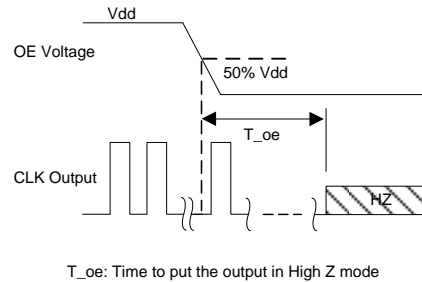 Vdd
OE Voltage
50% Vdd
T_oe
CLK Output
HZ
T_oe: Time to put the output in High Z mode